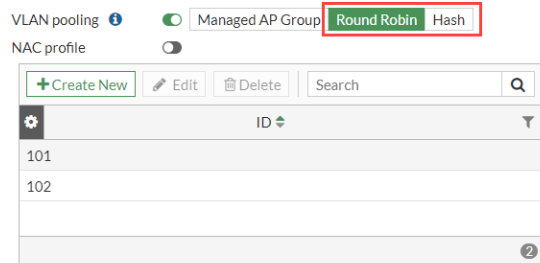 VLAN pooling Managed AP Group Round Robin Hash
NAC profile
+Create New Edit Delete Search
ID
101
102
2